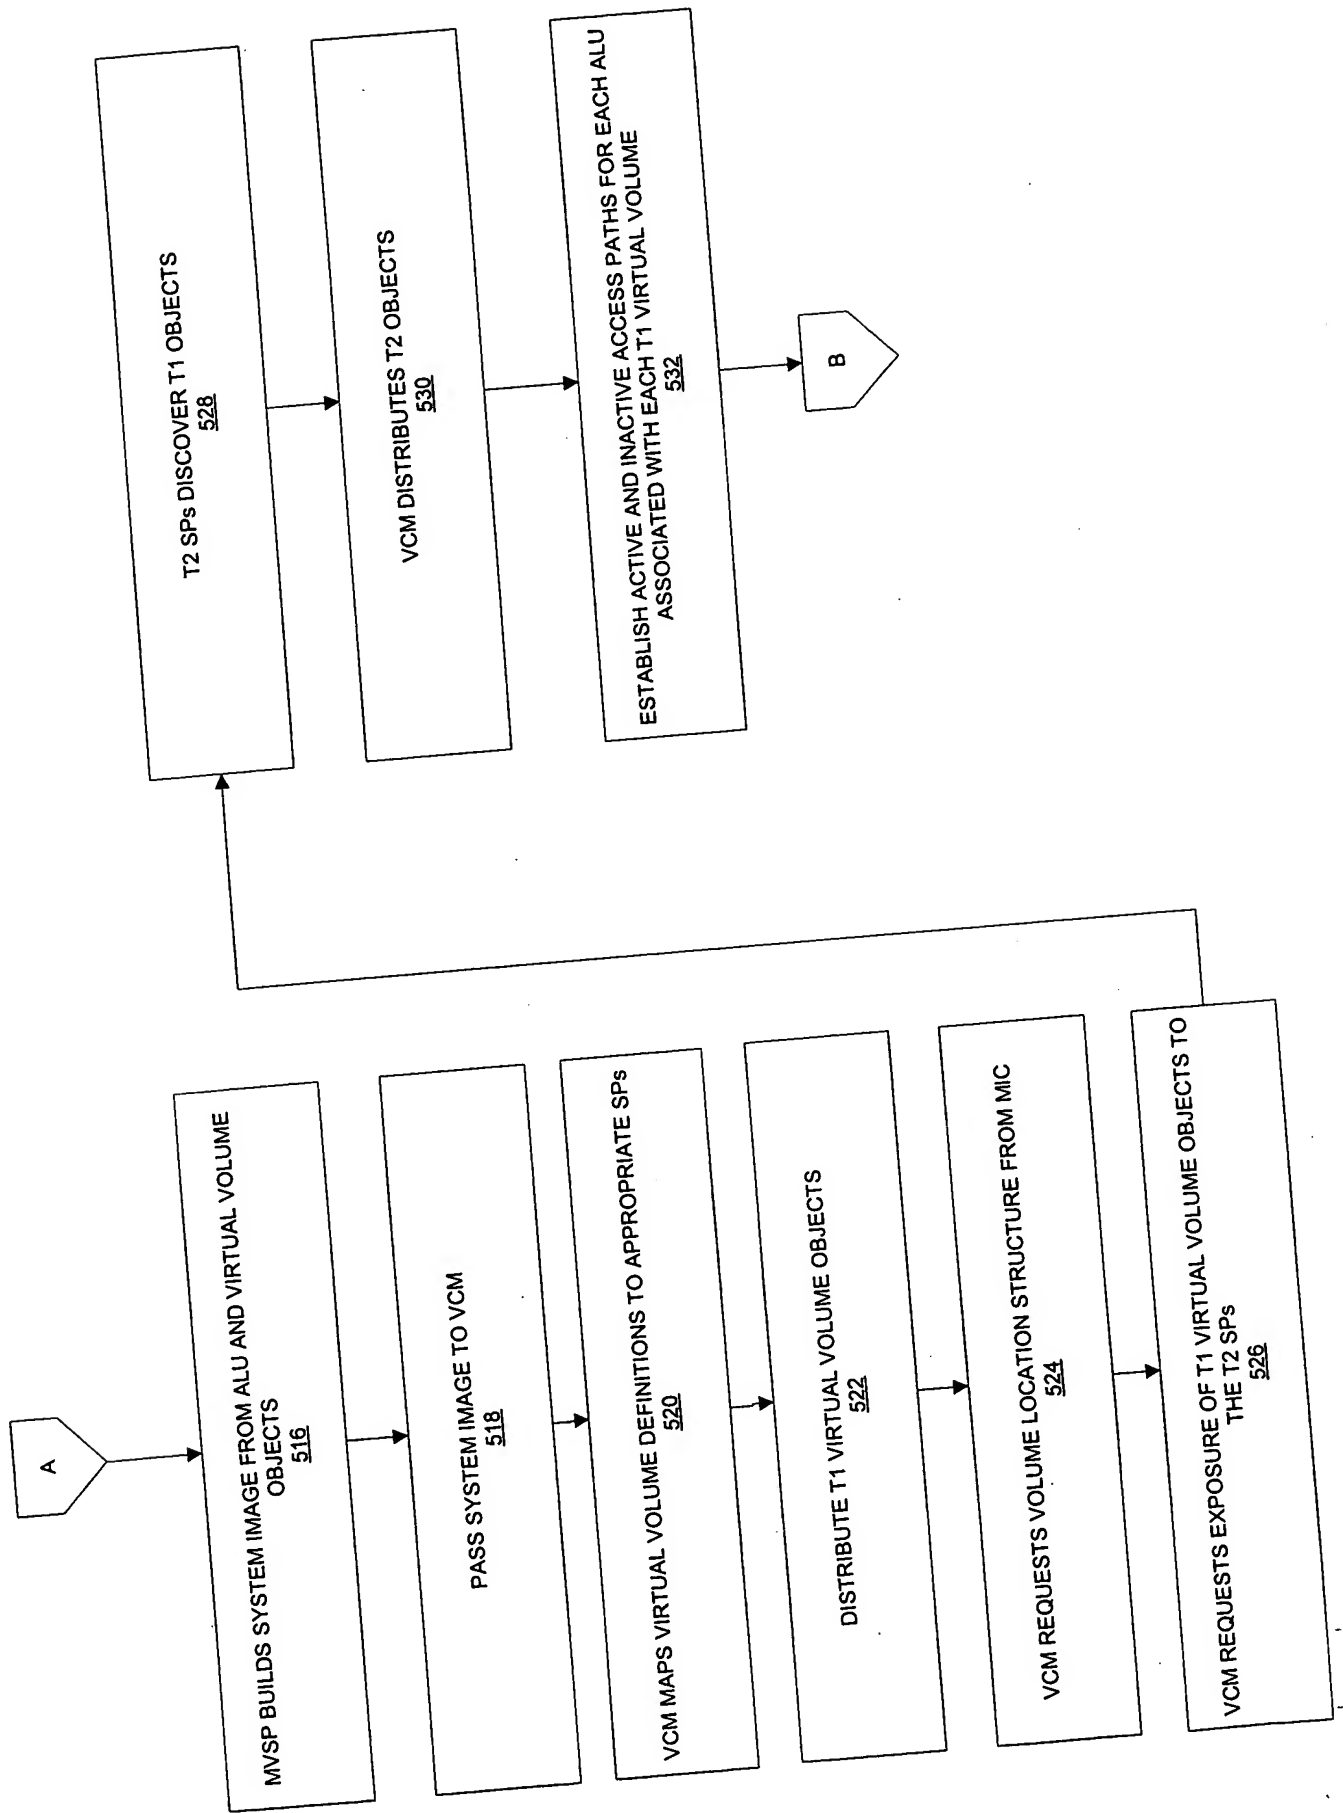 A
MVSP BUILDS SYSTEM IMAGE FROM ALU AND VIRTUAL VOLUME
OBJECTS
516
PASS SYSTEM IMAGE TO VCM
518
VCM MAPS VIRTUAL VOLUME DEFINITIONS TO APPROPRIATE SPs
520
DISTRIBUTE T1 VIRTUAL VOLUME OBJECTS
522
VCM REQUESTS VOLUME LOCATION STRUCTURE FROM MIC
524
VCM REQUESTS EXPOSURE OF T1 VIRTUAL VOLUME OBJECTS TO
THE T2 SPs
526
T2 SPs DISCOVER T1 OBJECTS
528
VCM DISTRIBUTES T2 OBJECTS
530
ESTABLISH ACTIVE AND INACTIVE ACCESS PATHS FOR EACH ALU
ASSOCIATED WITH EACH T1 VIRTUAL VOLUME
532
B